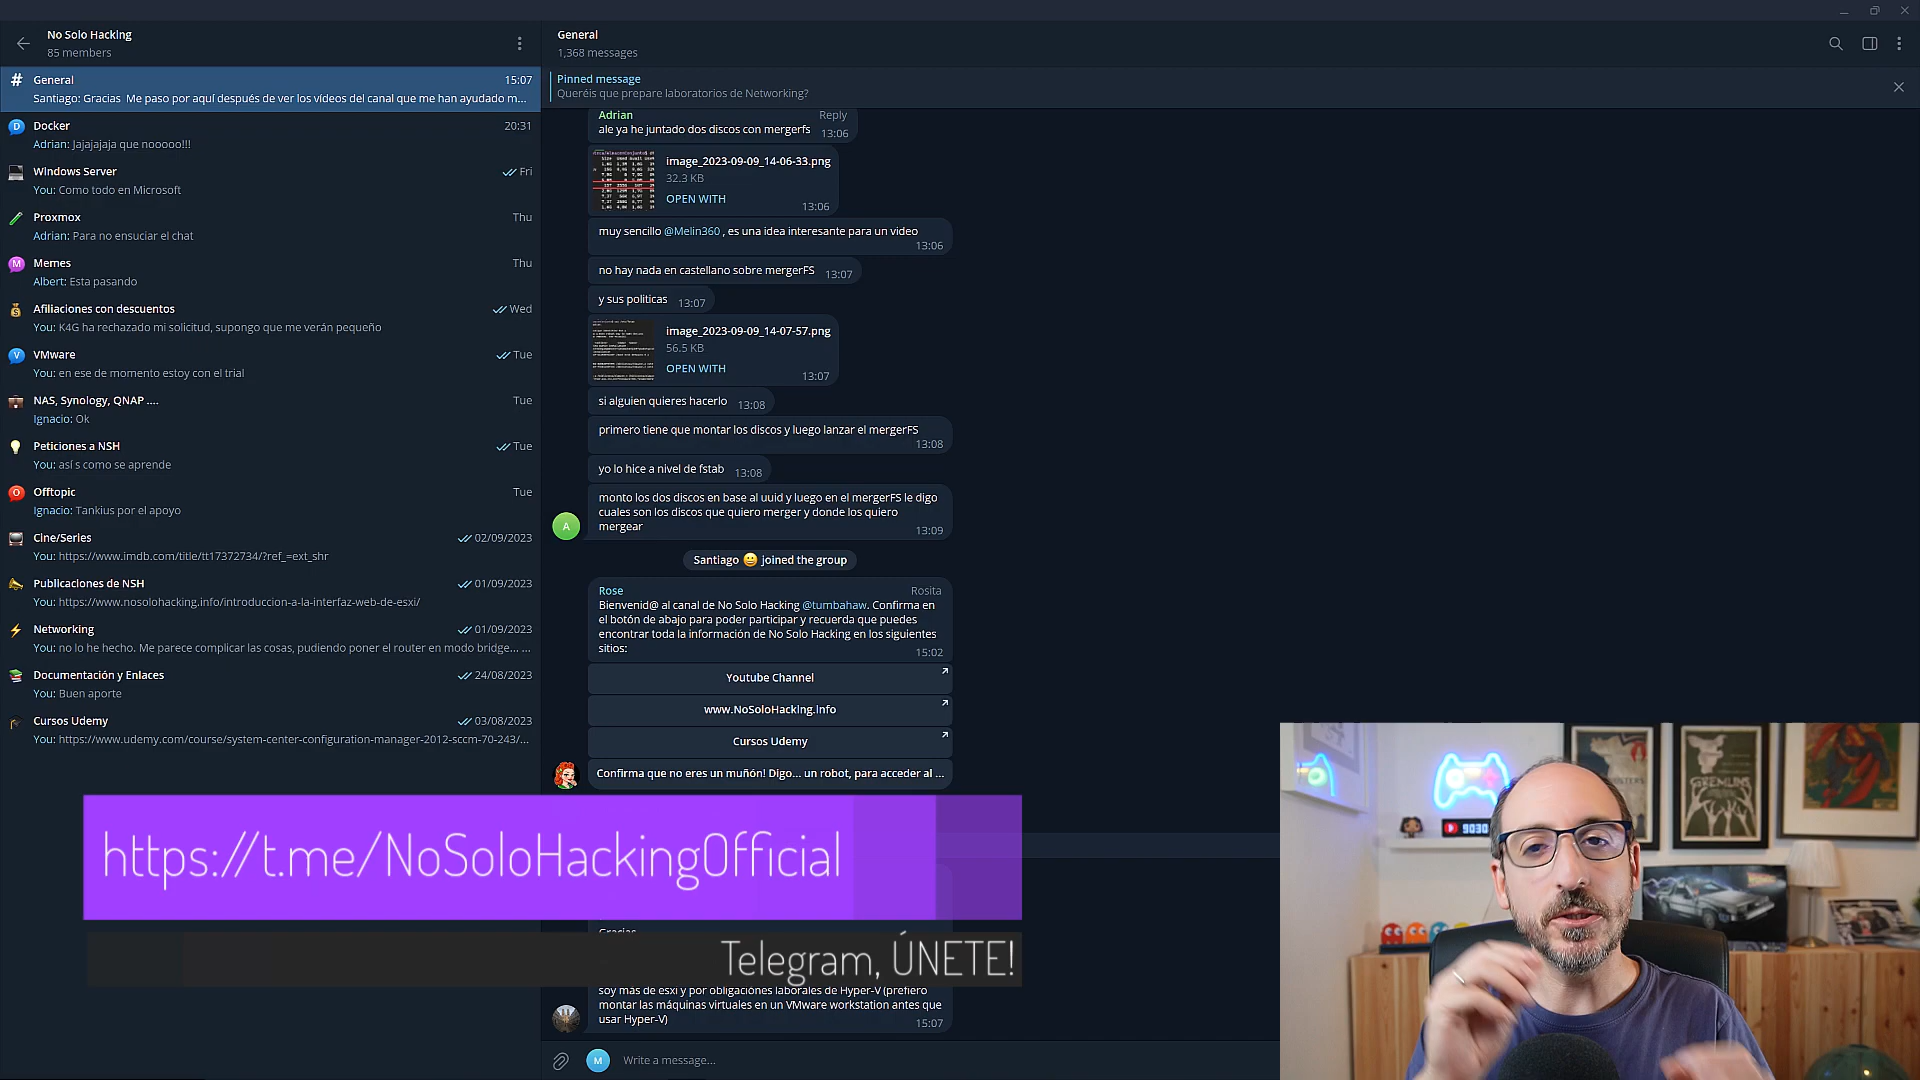 No Solo Hacking
85 members
# General 15:07
Santiago: Gracias Me paso por aquí después de ver los vídeos del canal que me han ayudado m...
D Docker 20:31
Adrian: Jajajajaja que nooooo!!!
Windows Server Fri
You: Como todo en Microsoft
Proxmox Thu
Adrian: Para no ensuciar el chat
M Memes Thu
Albert: Esta pasando
Afiliaciones con descuentos Wed
You: K4G ha rechazado mi solicitud, supongo que me verán pequeño
V VMware Tue
You: en ese de momento estoy con el trial
NAS, Synology, QNAP .... Tue
Ignacio: Ok
Peticiones a NSH Tue
You: así s como se aprende
O Offtopic Tue
Ignacio: Tankius por el apoyo
Cine/Series 02/09/2023
You: https://www.imdb.com/title/tt17372734/?ref_=ext_shr
Publicaciones de NSH 01/09/2023
You: https://www.nosolohacking.info/introduccion-a-la-interfaz-web-de-esxi/
Networking 01/09/2023
You: no lo he hecho. Me parece complicar las cosas, pudiendo poner el router en modo bridge... ...
Documentación y Enlaces 24/08/2023
You: Buen aporte
Cursos Udemy 03/08/2023
You: https://www.udemy.com/course/system-center-configuration-manager-2012-sccm-70-243/...
General
1,368 messages
Pinned message
Queréis que prepare laboratorios de Networking?
Adrian Reply
ale ya he juntado dos discos con mergerfs 13:06
image_2023-09-09_14-06-33.png
32.3 KB
OPEN WITH
13:06
muy sencillo @Melin360 , es una idea interesante para un video
13:06
no hay nada en castellano sobre mergerFS 13:07
y sus politicas 13:07
image_2023-09-09_14-07-57.png
56.5 KB
OPEN WITH
13:07
si alguien quieres hacerlo 13:08
primero tiene que montar los discos y luego lanzar el mergerFS
13:08
yo lo hice a nivel de fstab 13:08
monto los dos discos en base al uuid y luego en el mergerFS le digo
cuales son los discos que quiero merger y donde los quiero
mergear 13:09
A
Santiago 😀 joined the group
Rose Rosita
Bienvenid@ al canal de No Solo Hacking @tumbahaw. Confirma en
el botón de abajo para poder participar y recuerda que puedes
encontrar toda la información de No Solo Hacking en los siguientes
sitios: 15:02
Youtube Channel
www.NoSoloHacking.Info
Cursos Udemy
Confirma que no eres un muñón! Digo... un robot, para acceder al ...
https://t.me/NoSoloHackingOfficial
Gracias
Telegram, ÚNETE!
soy más de esxi y por obligaciónes laborales de Hyper-V (prefiero
montar las máquinas virtuales en un VMware workstation antes que
usar Hyper-V) 15:07
M Write a message...
9030
GREMLINS